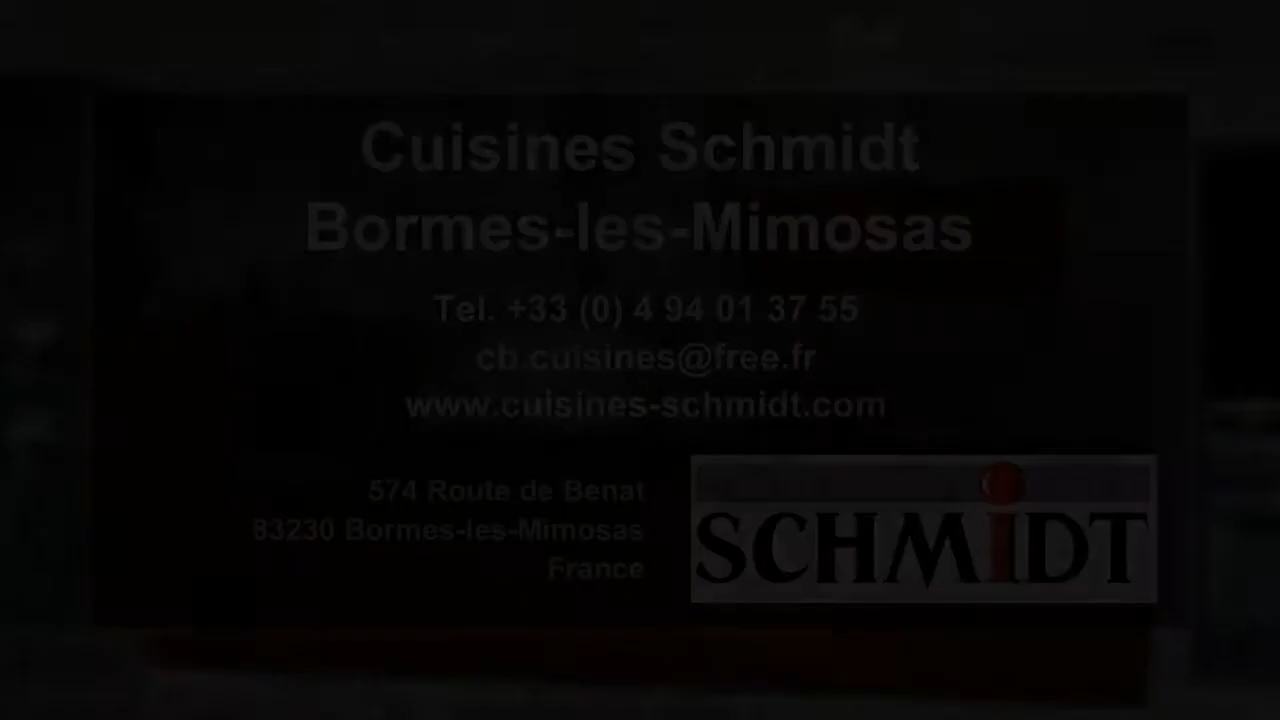 Cuisines Schmidt
Bormes-les-Mimosas
Tel. +33 (0) 4 94 01 37 55
cb.cuisines@free.fr
www.cuisines-schmidt.com
574 Route de Benat
83230 Bormes-les-Mimosas
France
SCHMiDT